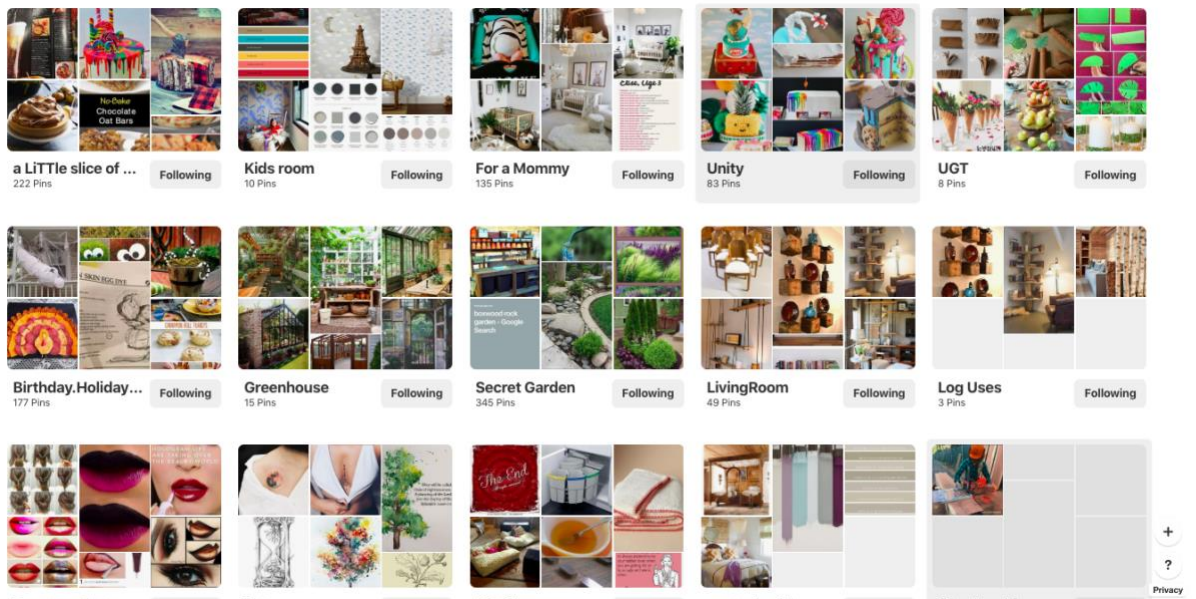 No-Bake
Chocolate
Oat Bars
a LiTTle slice of ...
222 Pins
Following
Kids room
10 Pins
Following
For a Mommy
135 Pins
Following
Unity
83 Pins
Following
UGT
8 Pins
Following
boxwood rock
garden - Google
Search
Birthday.Holiday...
177 Pins
Following
Greenhouse
15 Pins
Following
Secret Garden
345 Pins
Following
LivingRoom
49 Pins
Following
Log Uses
3 Pins
Following
The End
+
?
Privacy